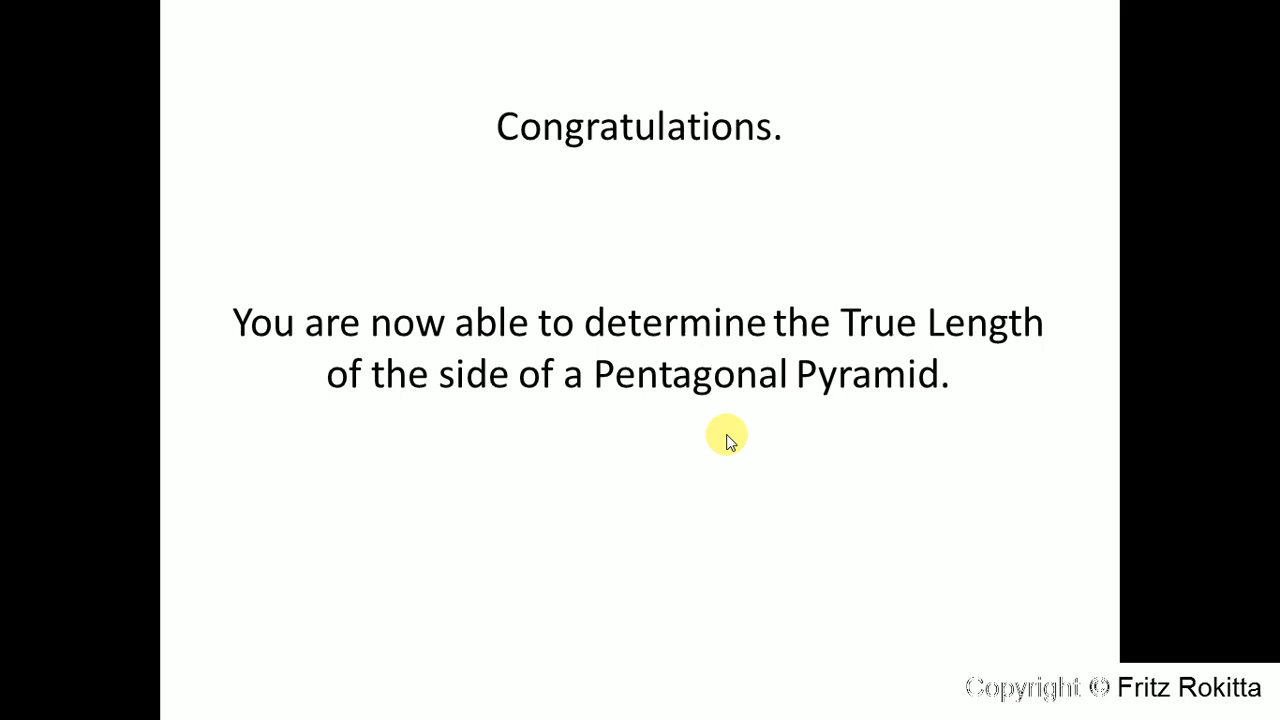 Congratulations.
You are now able to determine the True Length
of the side of a Pentagonal Pyramid.
Copyright © Fritz Rokitta